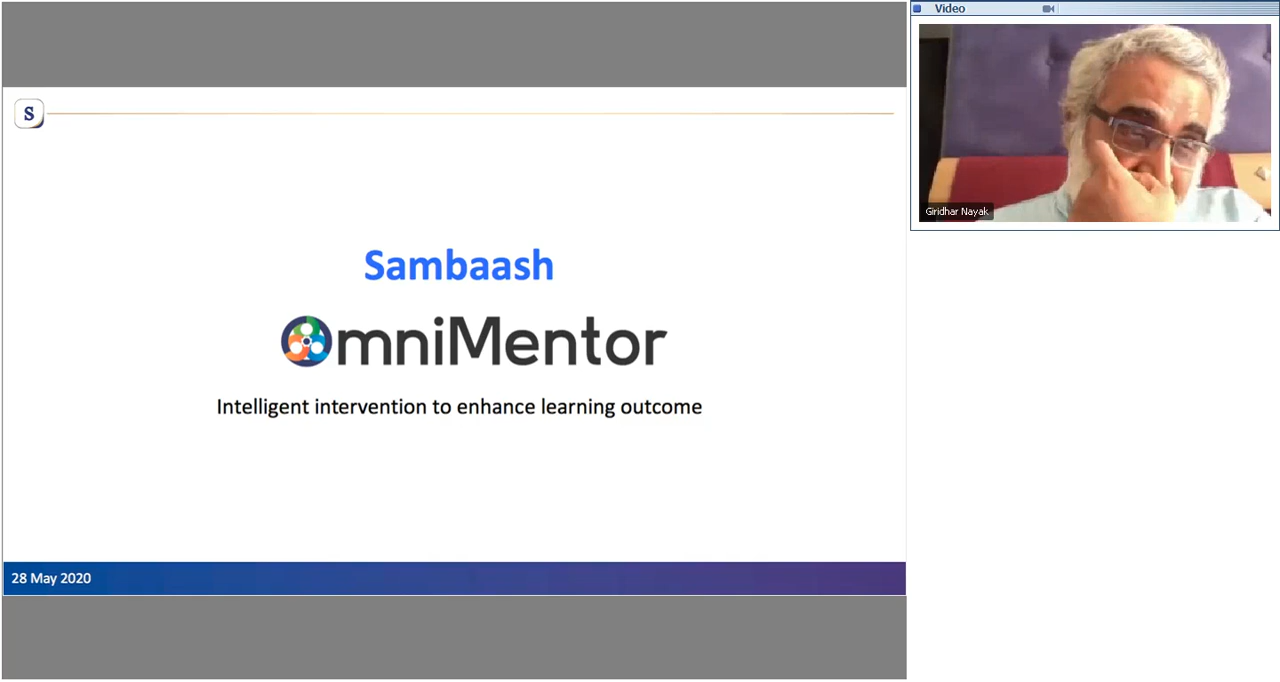 Video
S
Sambaash
OmniMentor
Intelligent intervention to enhance learning outcome
28 May 2020
Giridhar Nayak